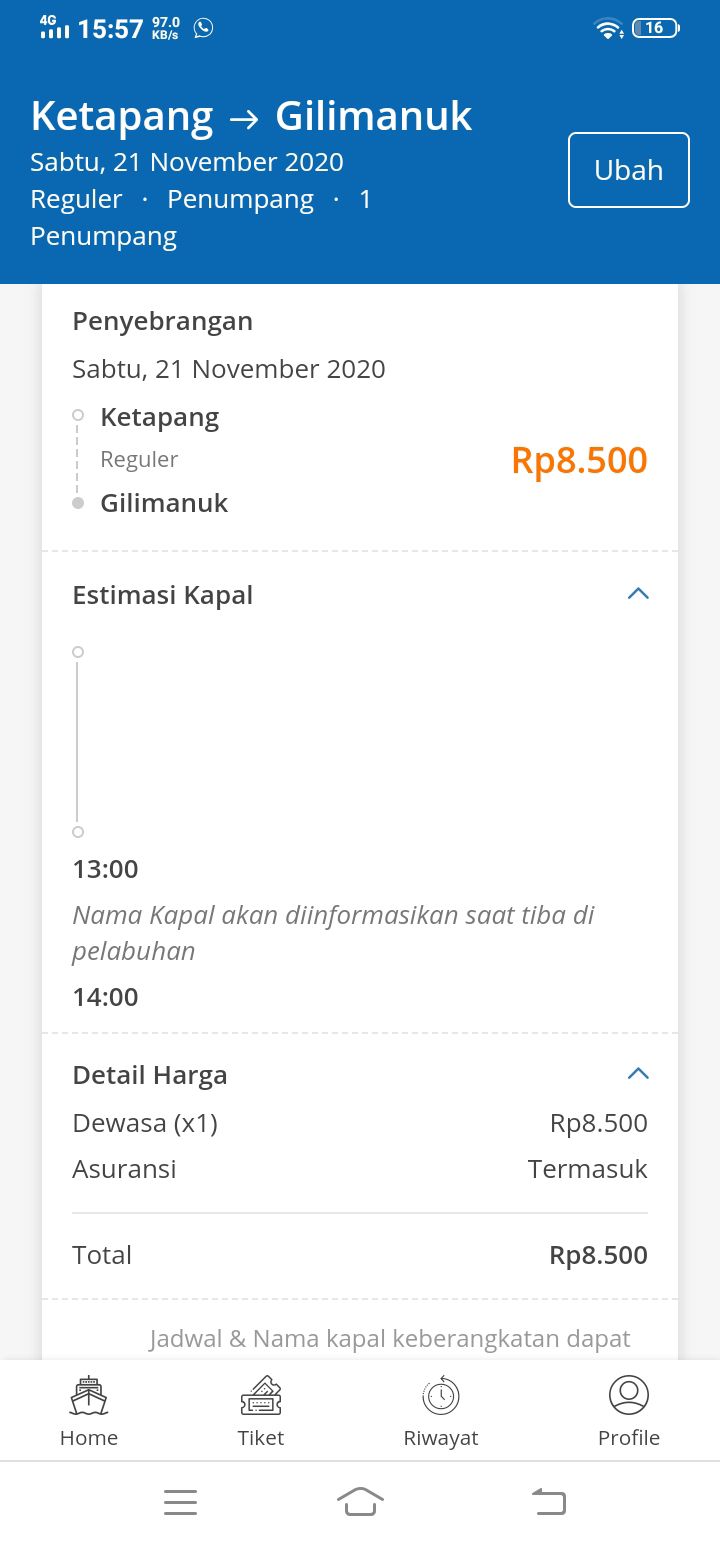 4G 15:57 97.0 KB/s 16
Ketapang → Gilimanuk
Sabtu, 21 November 2020
Reguler · Penumpang · 1
Penumpang
Ubah
Penyebrangan
Sabtu, 21 November 2020
Ketapang
Reguler Rp8.500
Gilimanuk
Estimasi Kapal
13:00
Nama Kapal akan diinformasikan saat tiba di
pelabuhan
14:00
Detail Harga
Dewasa (x1) Rp8.500
Asuransi Termasuk
Total Rp8.500
Jadwal & Nama kapal keberangkatan dapat
Home Tiket Riwayat Profile